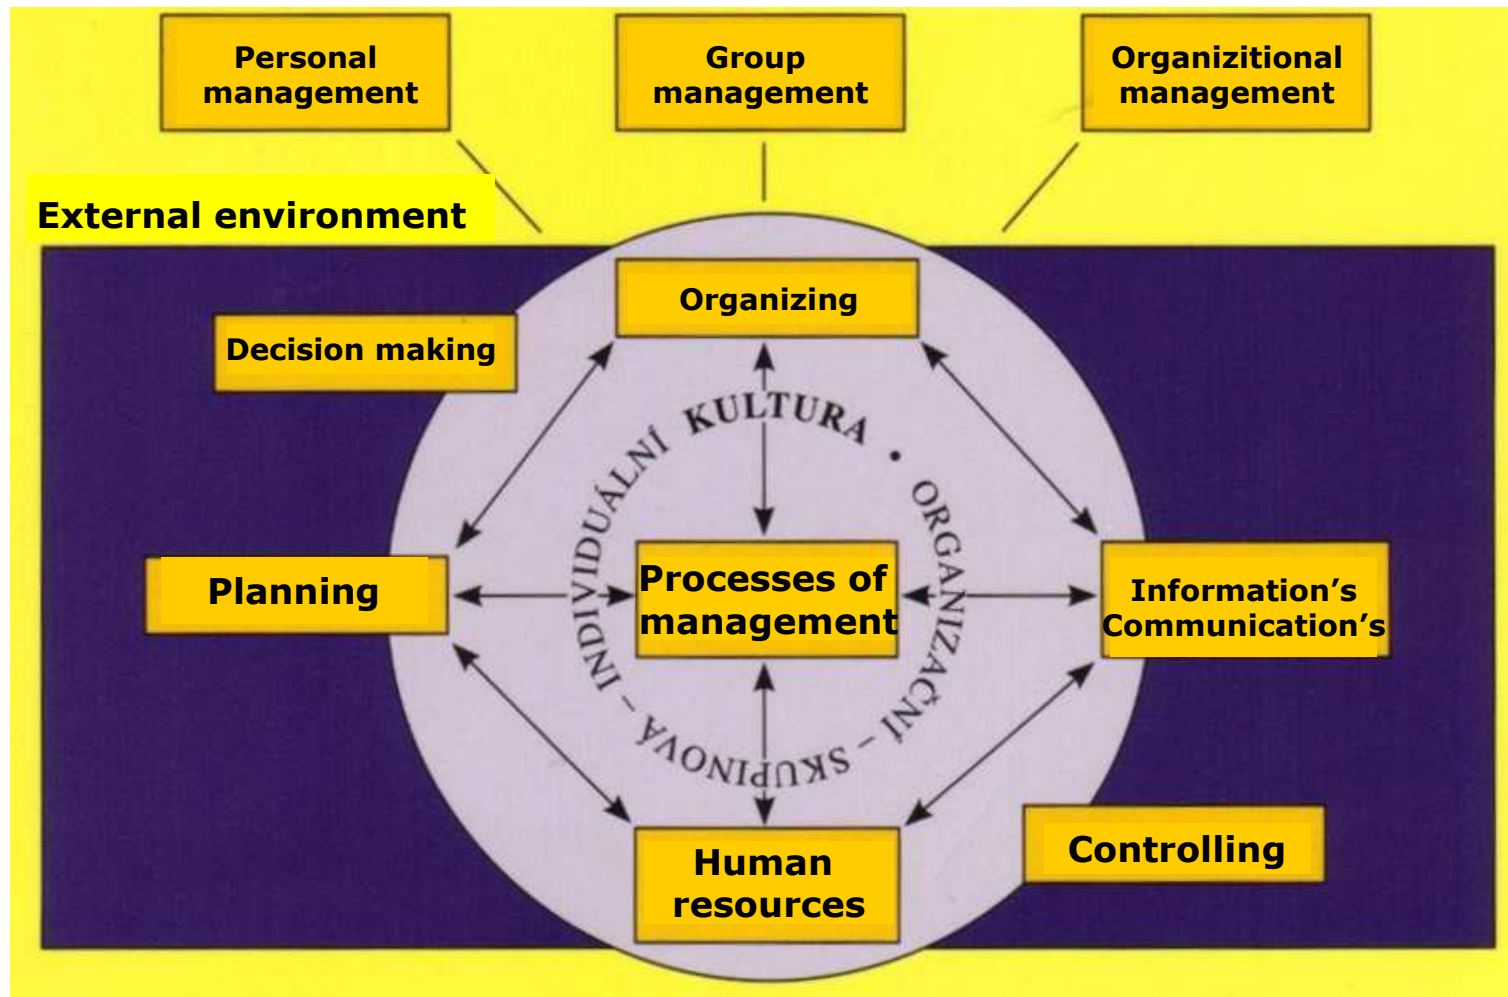 Personal
management
Group
management
Organizitional
management
External environment
Organizing
Decision making
KULTURA • ORGANIZAČNÍ – SKUPINOVÁ – INDIVIDUÁLNÍ
Planning
Processes of
management
Information’s
Communication’s
Human
resources
Controlling